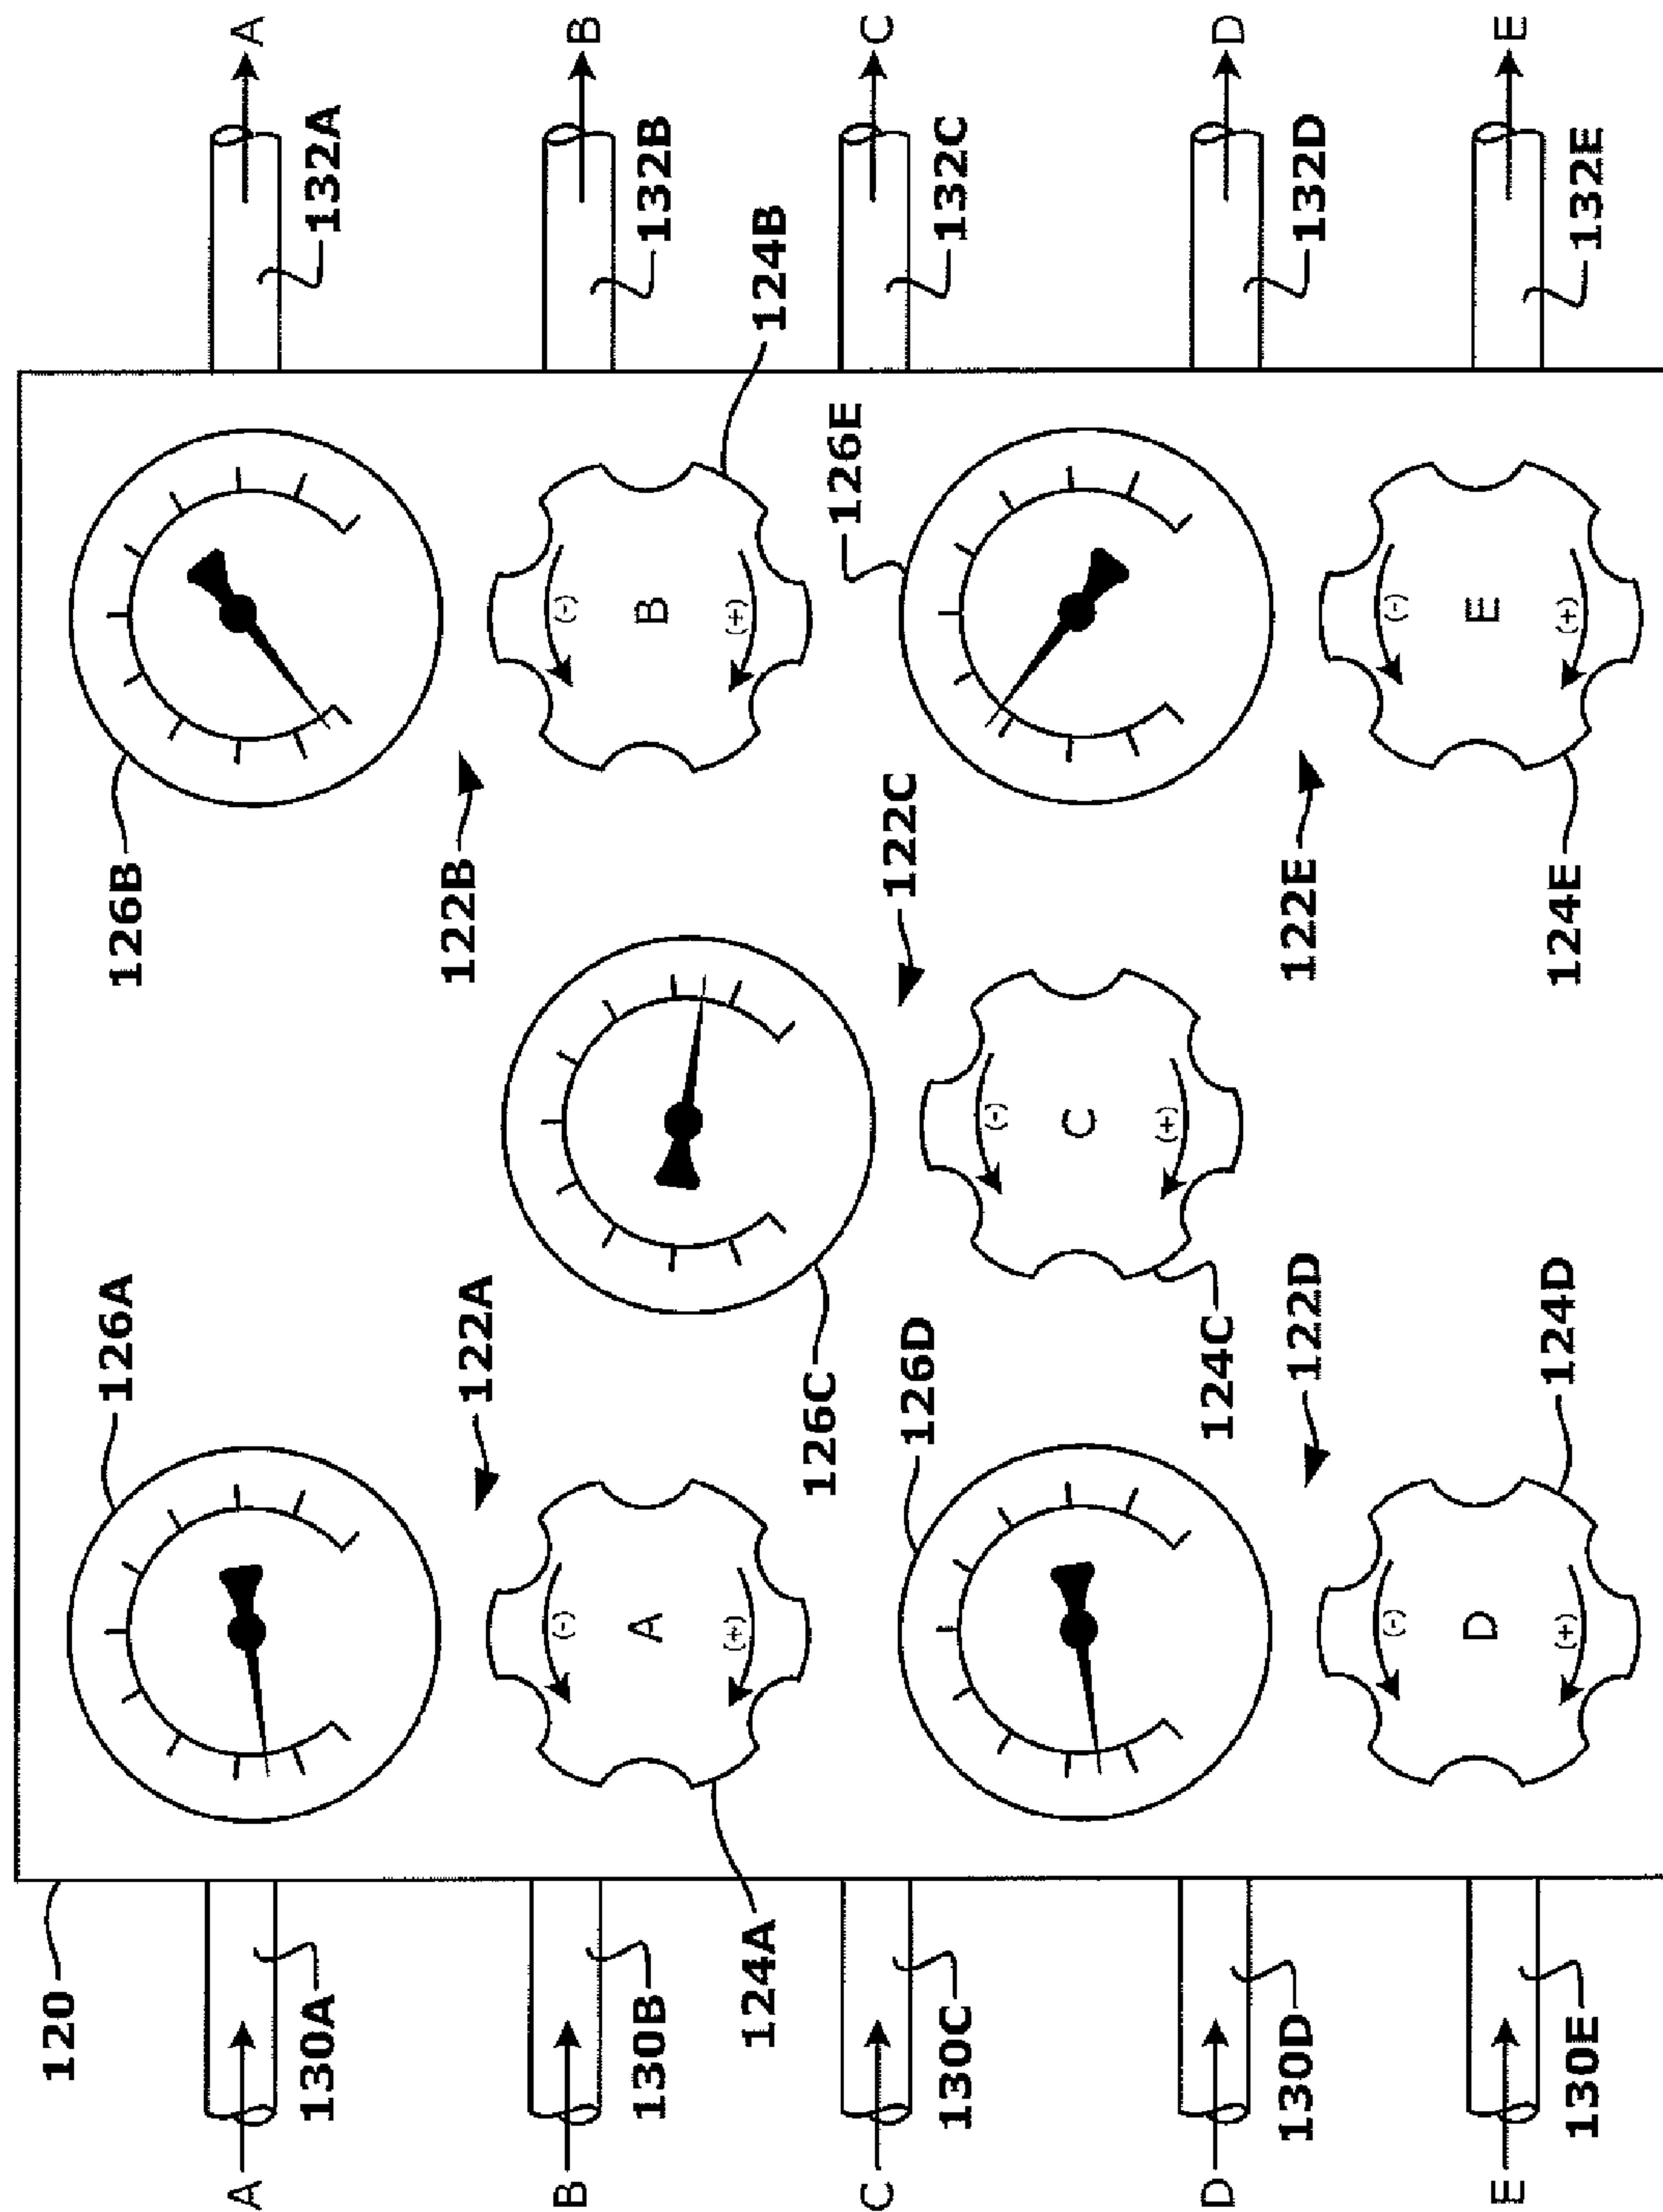 120
126A
126B
A
A
130A
132A
122A
122B
(-)
(-)
B
B
130B
A
B
132B
(+)
(+)
124A
124B
126C
126E
C
C
126D
122C
130C
132C
(-)
C
(+)
124C
D
D
130D
122D
122E
132D
(-)
(-)
D
E
E
E
(+)
(+)
124D
124E
130E
132E